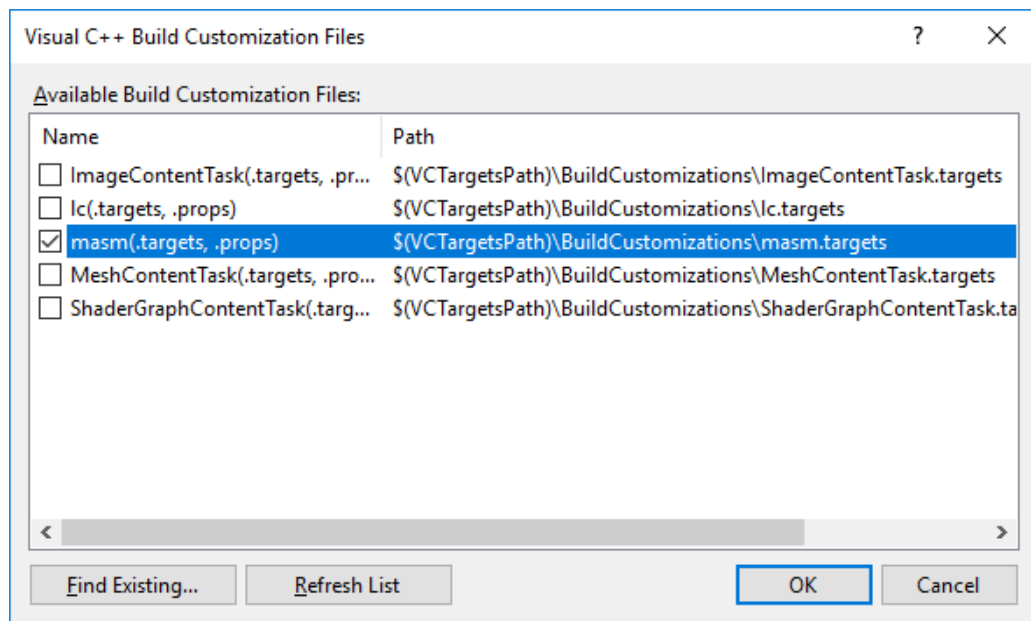 Visual C++ Build Customization Files ?
Available Build Customization Files:
Name Path
ImageContentTask(.targets, .pr... $(VCTargetsPath)\BuildCustomizations\ImageContentTask.targets
lc(.targets, .props) $(VCTargetsPath)\BuildCustomizations\lc.targets
masm(.targets, .props) $(VCTargetsPath)\BuildCustomizations\masm.targets
MeshContentTask(.targets, .pro... $(VCTargetsPath)\BuildCustomizations\MeshContentTask.targets
ShaderGraphContentTask(.targ... $(VCTargetsPath)\BuildCustomizations\ShaderGraphContentTask.ta
Find Existing... Refresh List OK Cancel